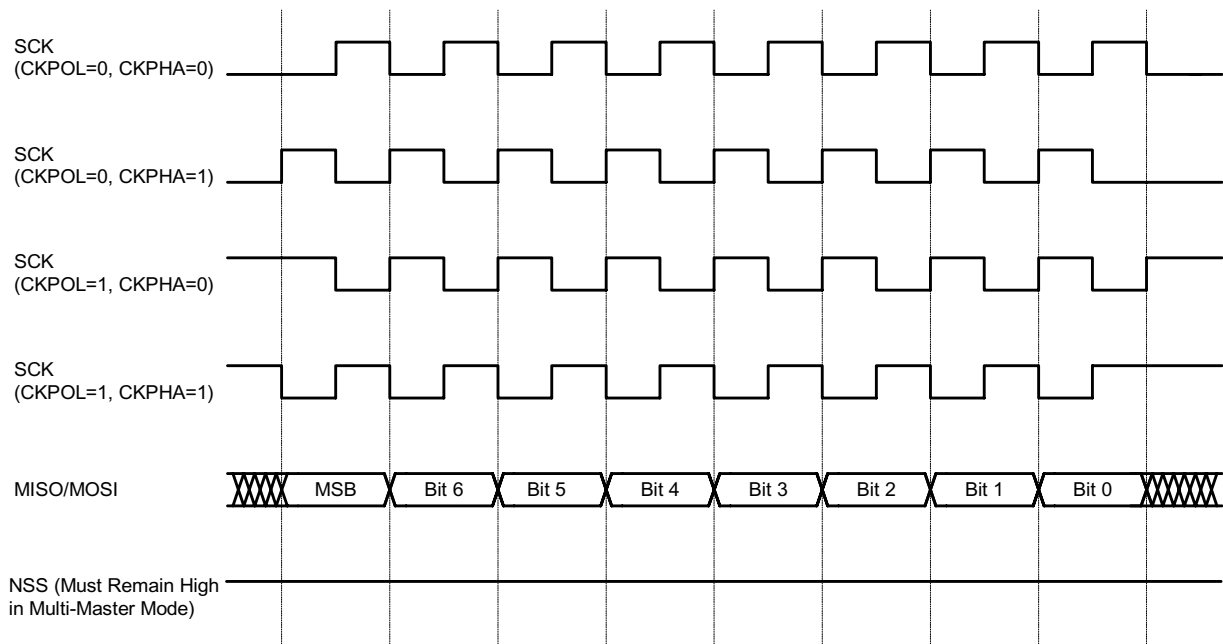 SCK
(CKPOL=0, CKPHA=0)
SCK
(CKPOL=0, CKPHA=1)
SCK
(CKPOL=1, CKPHA=0)
SCK
(CKPOL=1, CKPHA=1)
MISO/MOSI
MSB
Bit 6
Bit 5
Bit 4
Bit 3
Bit 2
Bit 1
Bit 0
NSS (Must Remain High
in Multi-Master Mode)